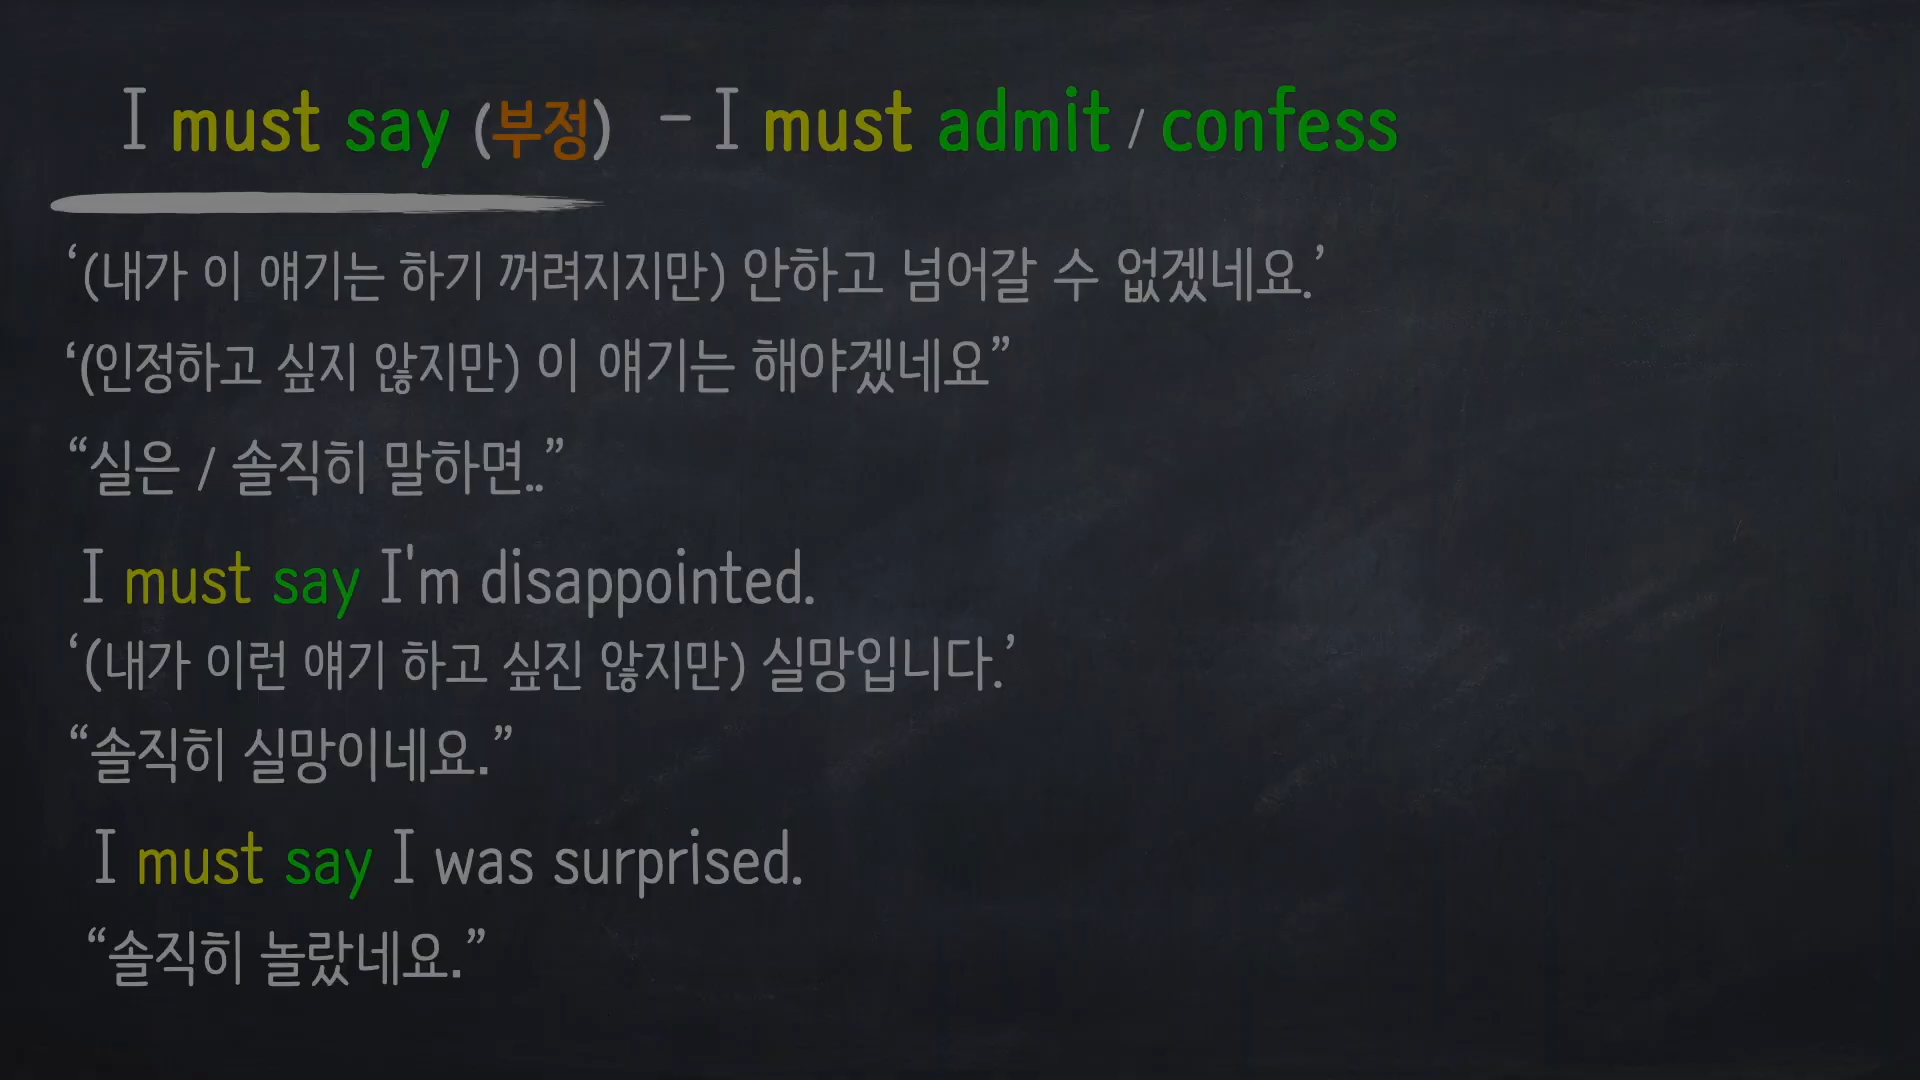 I must say (부정) - I must admit / confess
‘(내가 이 얘기는 하기 꺼려지지만) 안하고 넘어갈 수 없겠네요.’
‘(인정하고 싶지 않지만) 이 얘기는 해야겠네요”
“실은 / 솔직히 말하면..”
I must say I'm disappointed.
‘(내가 이런 얘기 하고 싶진 않지만) 실망입니다.’
“솔직히 실망이네요.”
I must say I was surprised.
“솔직히 놀랐네요.”